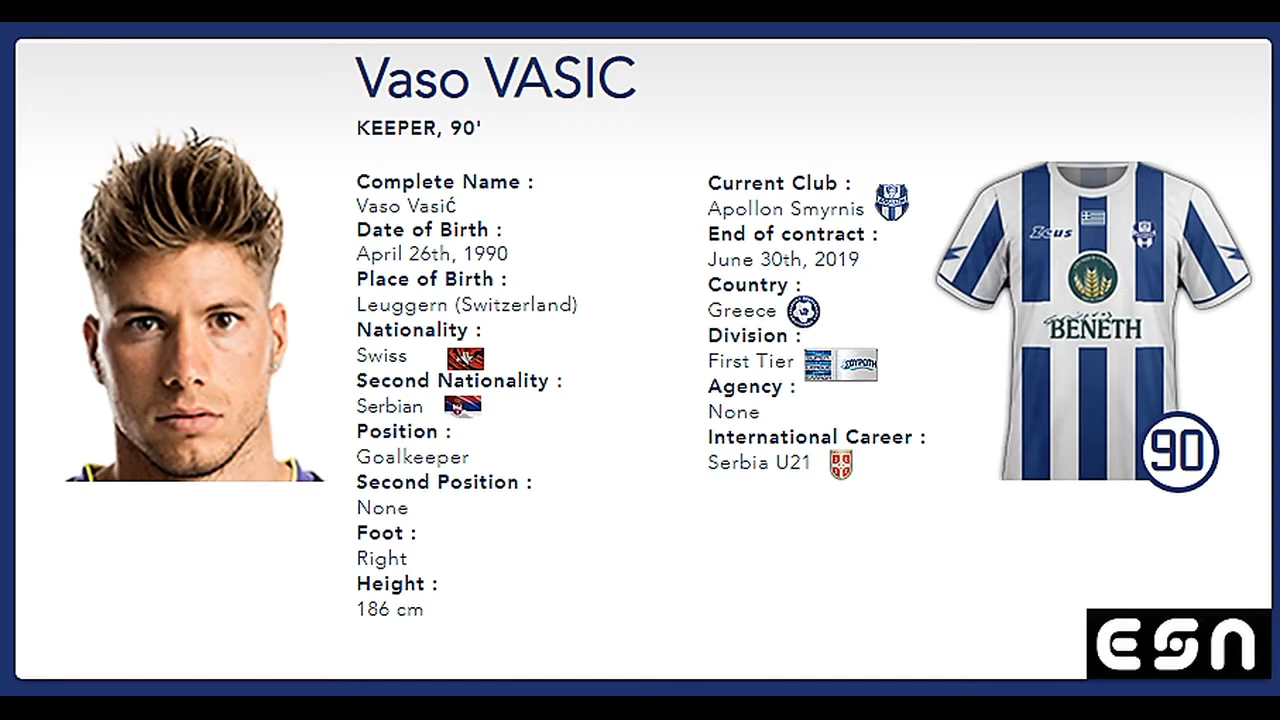 Vaso VASIC
KEEPER, 90'
Complete Name :
Vaso Vasić
Date of Birth :
April 26th, 1990
Place of Birth :
Leuggern (Switzerland)
Nationality :
Swiss
Second Nationality :
Serbian
Position :
Goalkeeper
Second Position :
None
Foot :
Right
Height :
186 cm
Current Club :
Apollon Smyrnis
End of contract :
June 30th, 2019
Country :
Greece
Division :
First Tier
ΣΟΥΡΩΤΗ
Agency :
None
International Career :
Serbia U21
Zeus
BENETH
90
ESN